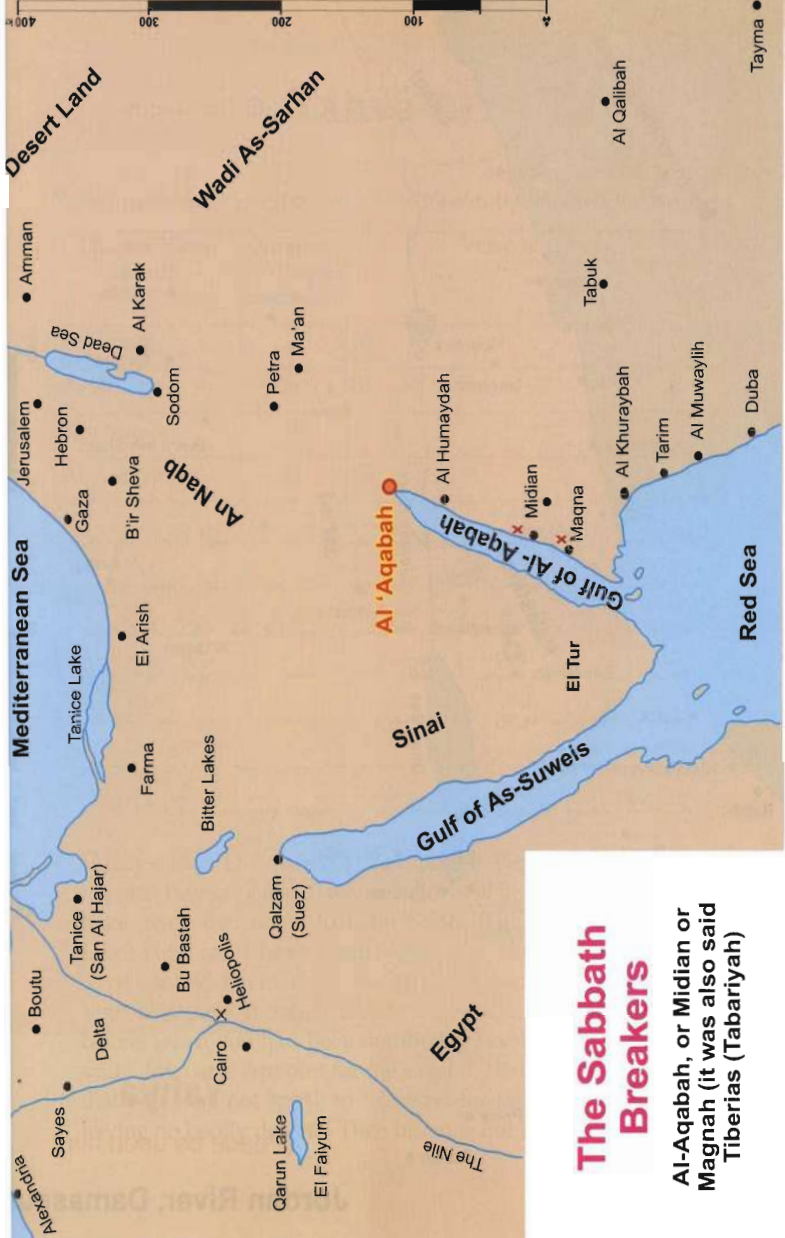 Alexandria
Sayes
Boutu
Delta
Tanice
(San Al Hajar)
Mediterranean Sea
Tanice Lake
Farma
El Arish
Gaza
Jerusalem
Hebron
B'ir Sheva
Dead Sea
Amman
Al Karak
Sodom
Desert Land
Wadi As-Sarhan
An Naqb
Bu Bastah
Bitter Lakes
Heliopolis
Cairo
Qalzam
(Suez)
Qarun Lake
El Faiyum
The Nile
Egypt
Sinai
Petra
Ma'an
Al 'Aqabah
Al Humaydah
Gulf of Al- Aqabah
Gulf of As-Suweis
Midian
Maqna
El Tur
Al Khuraybah
Tarim
Al Muwaylih
Duba
Tabuk
Al Qalibah
Tayma
Red Sea
400
300
200
100
The Sabbath
Breakers
Al-Aqabah, or Midian or
Magnah (it was also said
Tiberias (Tabariyah)